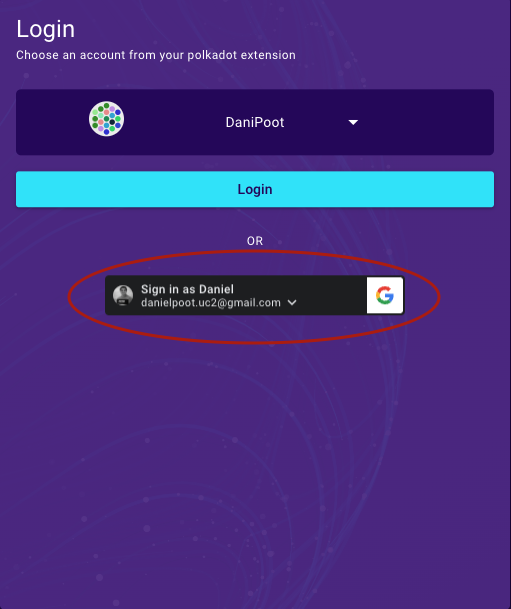 Login
Choose an account from your polkadot extension
DaniPoot
Login
OR
Sign in as Daniel
danielpoot.uc2@gmail.com